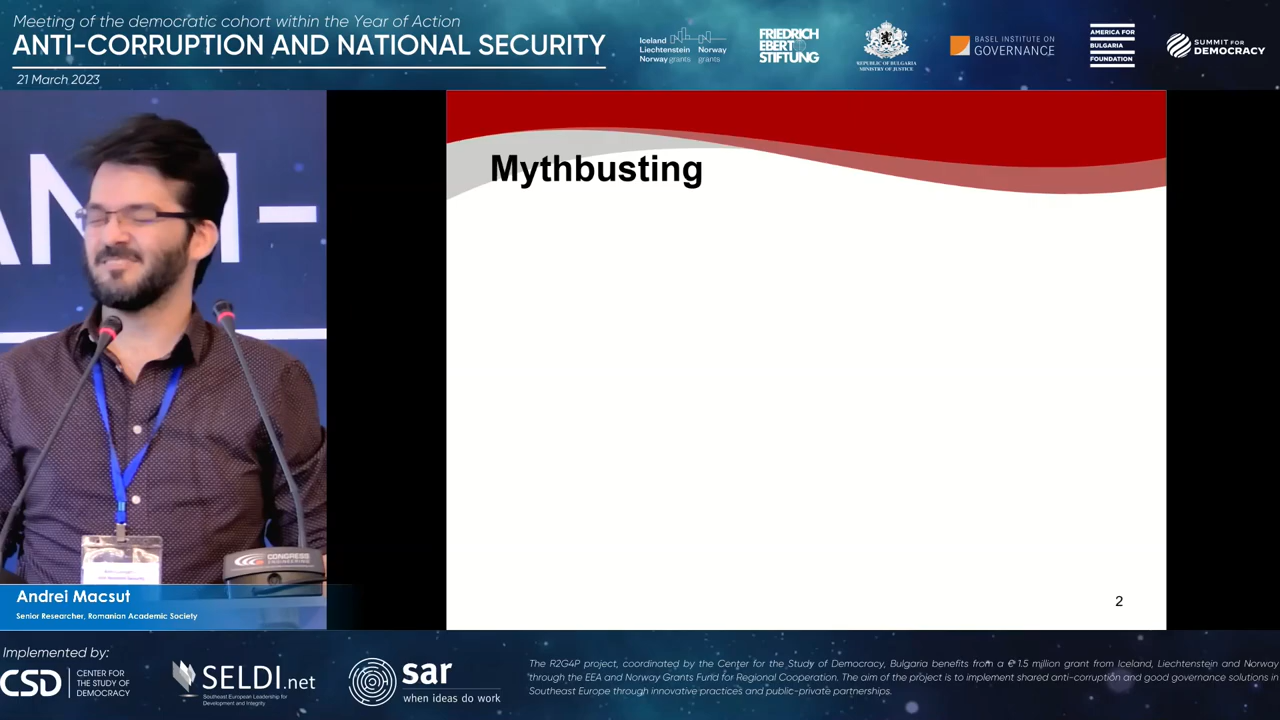 Meeting of the democratic cohort within the Year of Action
ANTI-CORRUPTION AND NATIONAL SECURITY
21 March 2023
Iceland
Liechtenstein Norway
Norway grants grants
FRIEDRICH
EBERT
STIFTUNG
REPUBLIC OF BULGARIA
MINISTRY OF JUSTICE
BASEL INSTITUTE ON
GOVERNANCE
AMERICA FOR
BULGARIA
FOUNDATION
SUMMIT FOR
DEMOCRACY
Mythbusting
CONGRESS
ENGINEERING
2
Andrei Macsut
Senior Researcher, Romanian Academic Society
Implemented by:
CSD
CENTER FOR
THE STUDY OF
DEMOCRACY
SELDI.net
Southeast European Leadership for
Development and Integrity
sar
when ideas do work
The R2G4P project, coordinated by the Center for the Study of Democracy, Bulgaria benefits from a € 1.5 million grant from Iceland, Liechtenstein and Norway
through the EEA and Norway Grants Fund for Regional Cooperation. The aim of the project is to implement shared anti-corruption and good governance solutions in
Southeast Europe through innovative practices and public-private partnerships.